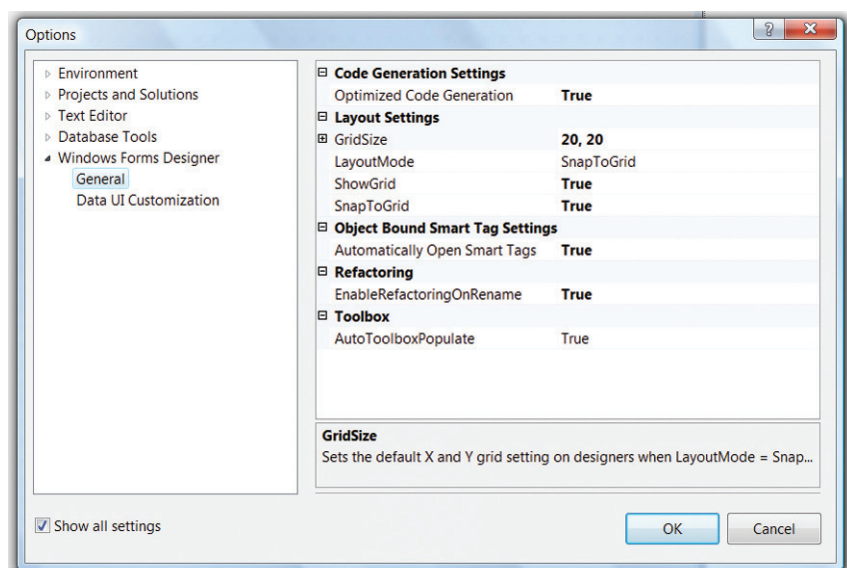 Options
Environment
Projects and Solutions
Text Editor
Database Tools
Windows Forms Designer
General
Data UI Customization
Code Generation Settings
Optimized Code Generation True
Layout Settings
GridSize 20, 20
LayoutMode SnapToGrid
ShowGrid True
SnapToGrid True
Object Bound Smart Tag Settings
Automatically Open Smart Tags True
Refactoring
EnableRefactoringOnRename True
Toolbox
AutoToolboxPopulate True
GridSize
Sets the default X and Y grid setting on designers when LayoutMode = Snap...
Show all settings
OK Cancel